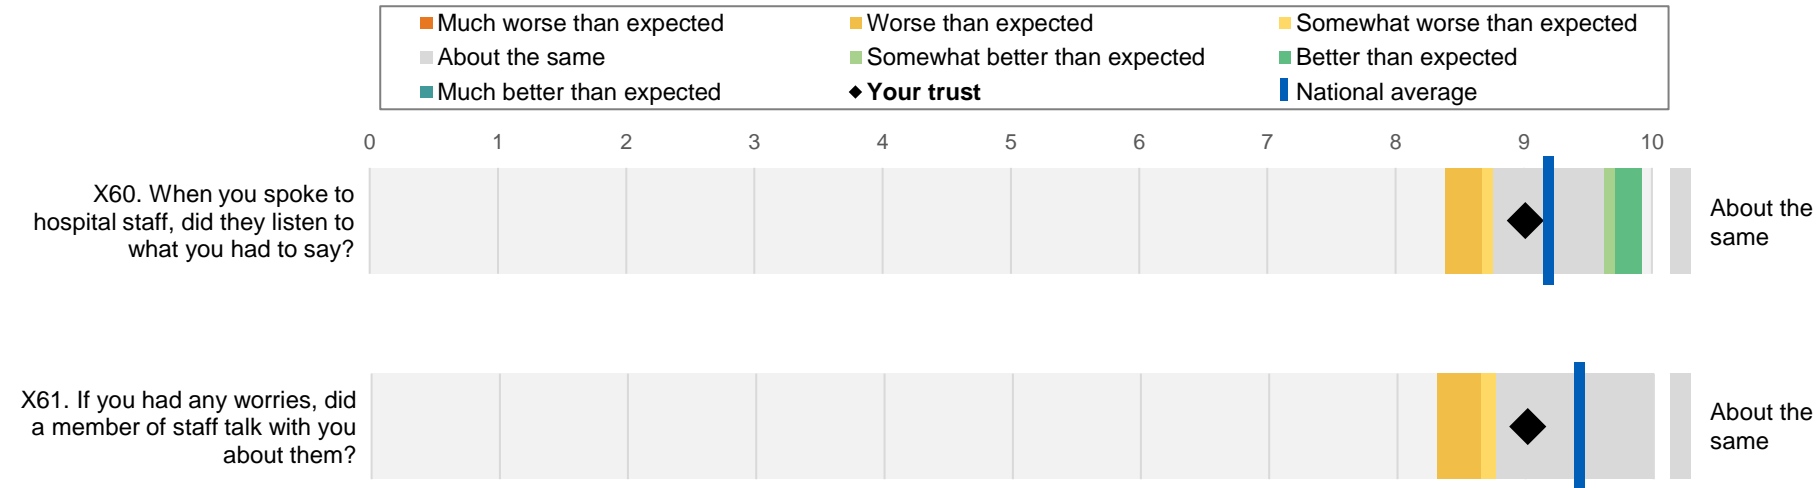 Much worse than expected
Worse than expected
Somewhat worse than expected
About the same
Somewhat better than expected
Better than expected
Much better than expected
Your trust
National average
0 1 2 3 4 5 6 7 8 9 10
X60. When you spoke to
hospital staff, did they listen to
what you had to say?
About the
same
X61. If you had any worries, did
a member of staff talk with you
about them?
About the
same